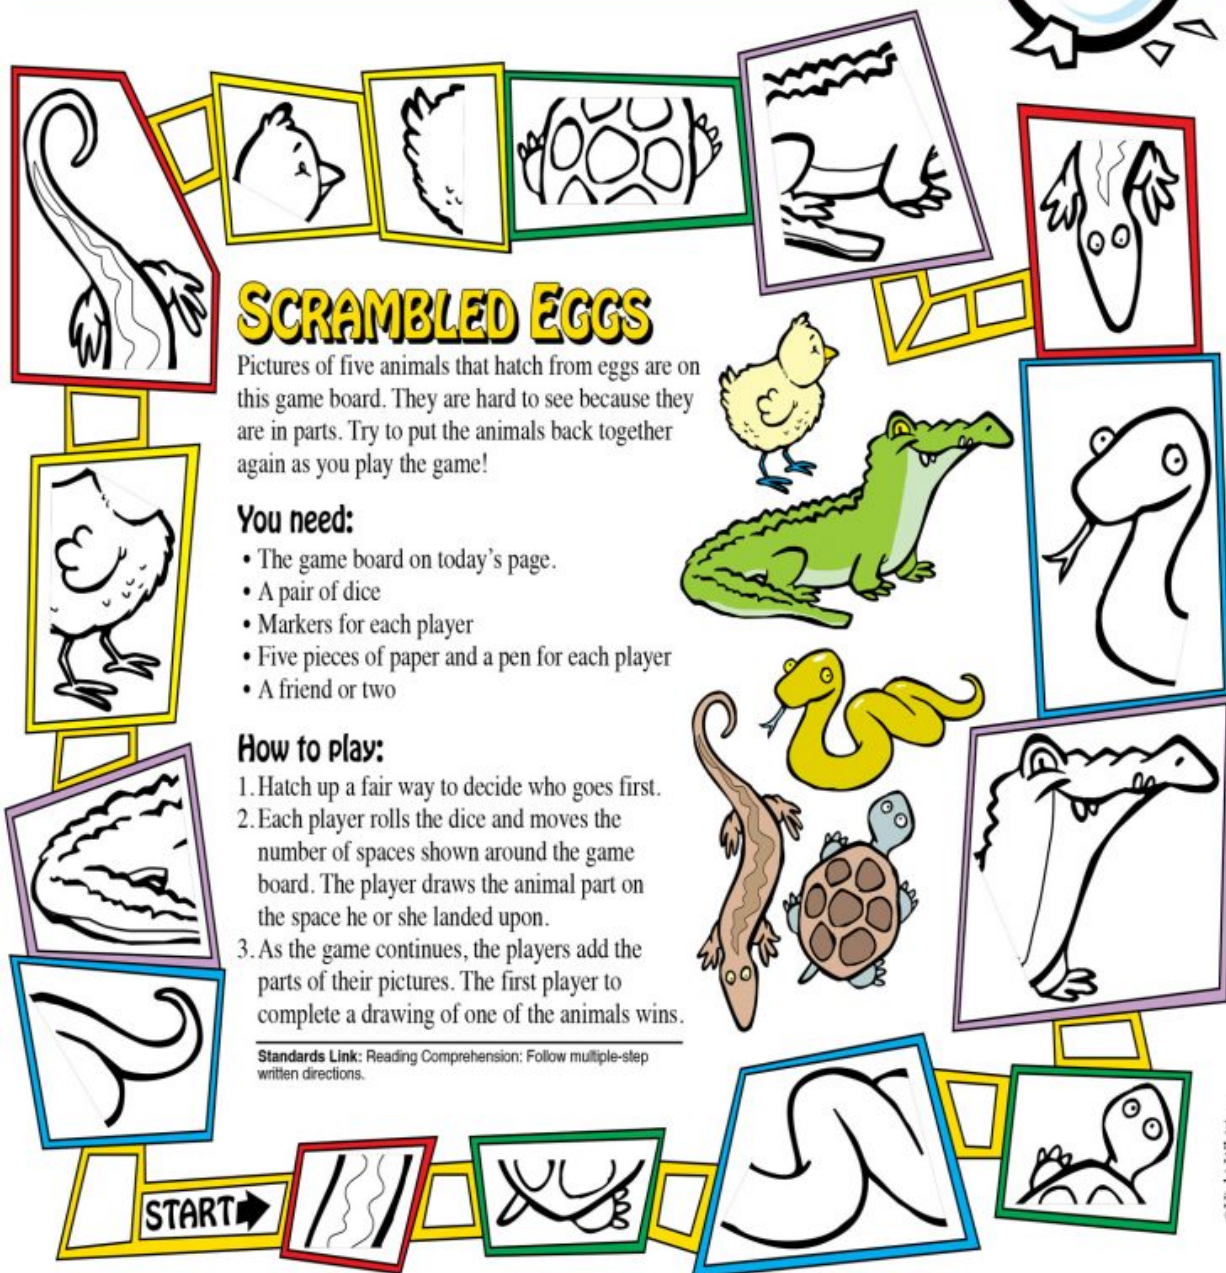 SCRAMBLED EGGS
Pictures of five animals that hatch from eggs are on
this game board. They are hard to see because they
are in parts. Try to put the animals back together
again as you play the game!
You need:
• The game board on today’s page.
• A pair of dice
• Markers for each player
• Five pieces of paper and a pen for each player
• A friend or two
How to play:
1. Hatch up a fair way to decide who goes first.
2. Each player rolls the dice and moves the
number of spaces shown around the game
board. The player draws the animal part on
the space he or she landed upon.
3. As the game continues, the players add the
parts of their pictures. The first player to
complete a drawing of one of the animals wins.
Standards Link: Reading Comprehension: Follow multiple-step
written directions.
START